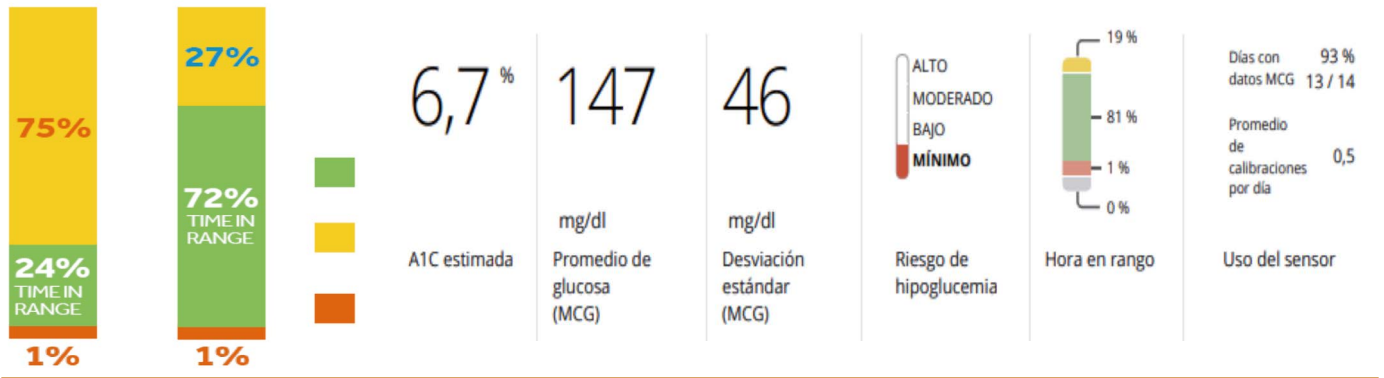 75%
24%
TIME IN
RANGE
1%
27%
72%
TIME IN
RANGE
1%
6,7 %
A1C estimada
147
mg/dl
Promedio de
glucosa
(MCG)
46
mg/dl
Desviación
estándar
(MCG)
ALTO
MODERADO
BAJO
MÍNIMO
Riesgo de
hipoglucemia
19 %
81 %
1 %
0 %
Hora en rango
Días con 93 %
datos MCG 13 / 14
Promedio
de
calibraciones 0,5
por día
Uso del sensor